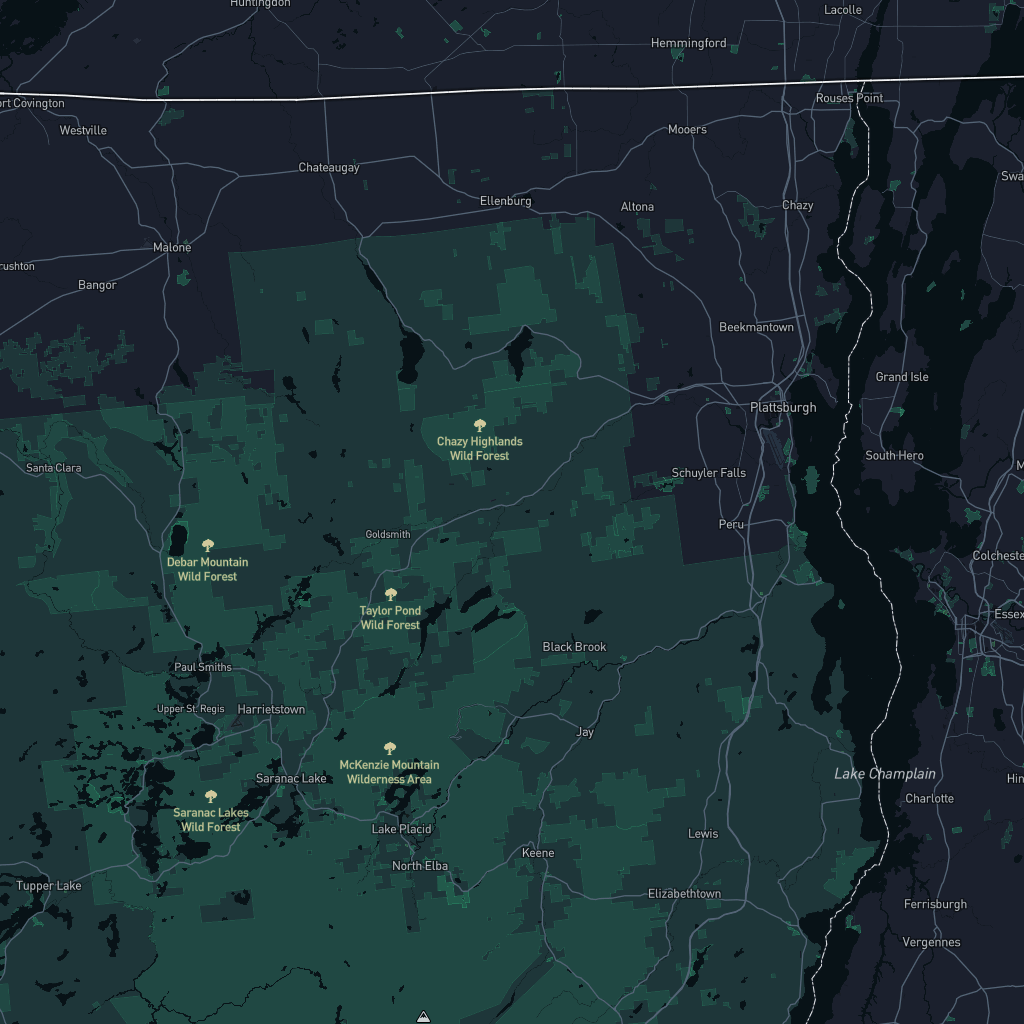 Huntingdon
Lacolle
Hemmingford
Rouses Point
ort Covington
Westville
Mooers
Chateaugay
Swa
Ellenburg
Altona
Chazy
Malone
rushton
Bangor
Beekmantown
Grand Isle
Plattsburgh
Chazy Highlands
Wild Forest
South Hero
Santa Clara
Schuyler Falls
M
Peru
Goldsmith
Colcheste
Debar Mountain
Wild Forest
Taylor Pond
Wild Forest
Essex
Black Brook
Paul Smiths
Upper St. Regis
Harrietstown
Jay
McKenzie Mountain
Wilderness Area
Saranac Lake
Lake Champlain
Hin
Charlotte
Saranac Lakes
Wild Forest
Lake Placid
Lewis
Keene
North Elba
Tupper Lake
Elizabethtown
Ferrisburgh
Vergennes